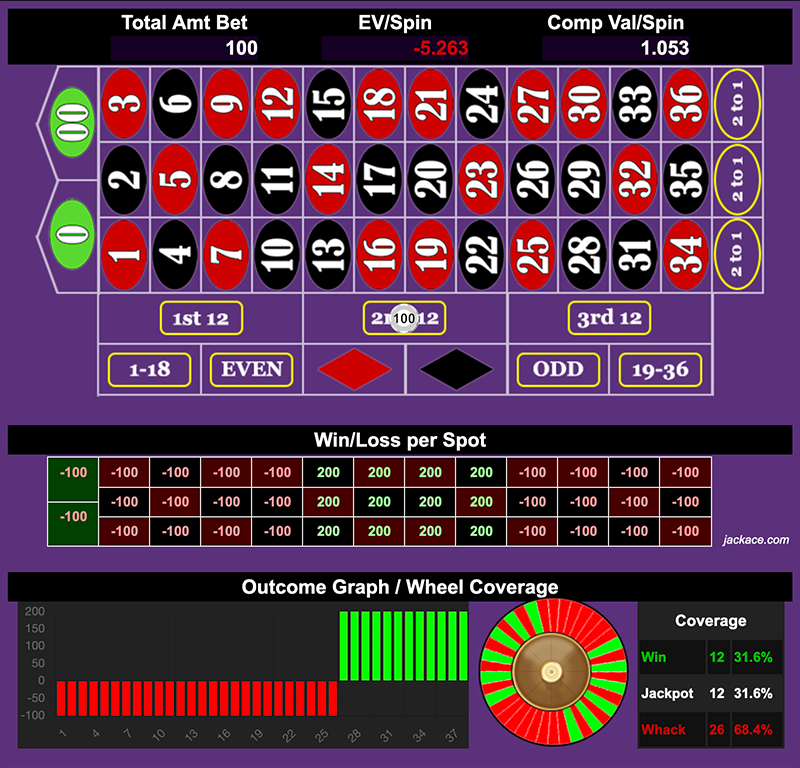 Total Amt Bet EV/Spin Comp Val/Spin
100 -5.263 1.053
00 3 6 9 12 15 18 21 24 27 30 33 36 2 to 1
2 5 8 11 14 17 20 23 26 29 32 35 2 to 1
0 1 4 7 10 13 16 19 22 25 28 31 34 2 to 1
1st 12 2nd 12 3rd 12
100
1-18 EVEN ODD 19-36
Win/Loss per Spot
-100 -100 -100 -100 -100 200 200 200 200 -100 -100 -100 -100
-100 -100 -100 -100 200 200 200 200 -100 -100 -100 -100
-100 -100 -100 -100 -100 200 200 200 200 -100 -100 -100 -100
jackace.com
Outcome Graph / Wheel Coverage
200
150
100
50
0
-50
-100
1 4 7 10 13 16 19 22 25 28 31 34 37
Coverage
Win 12 31.6%
Jackpot 12 31.6%
Whack 26 68.4%